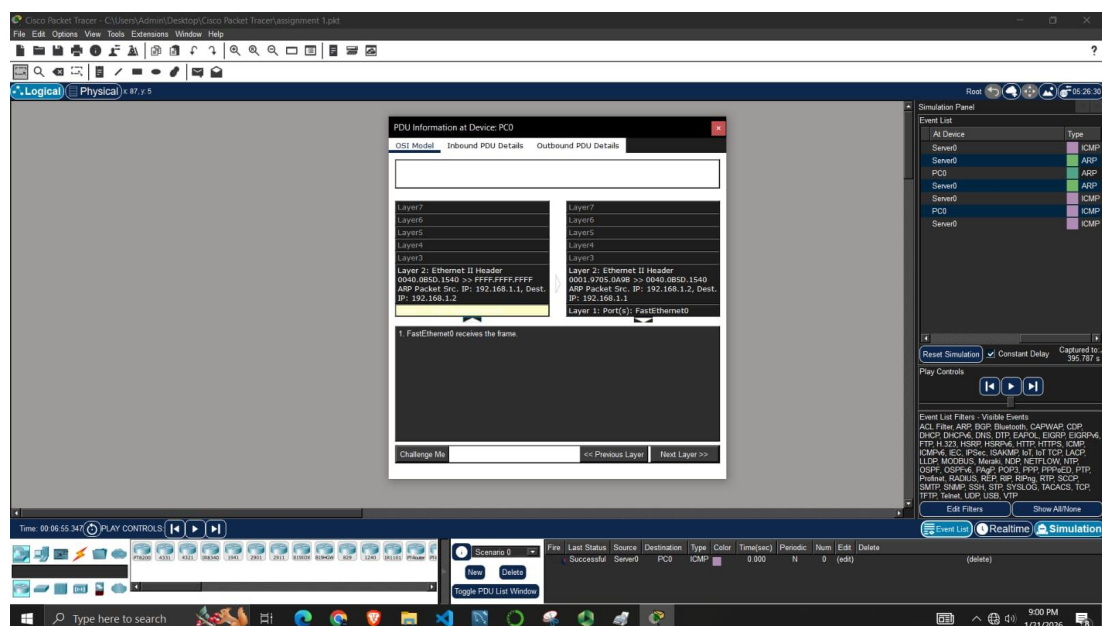 Cisco Packet Tracer - C:\Users\Admin\Desktop\Cisco Packet Tracer\assignment 1.pkt
File Edit Options View Tools Extensions Window Help
?
Logical Physical x: 87, y: 5
Root 05:26:30
PDU Information at Device: PC0
OSI Model Inbound PDU Details Outbound PDU Details
Layer7
Layer6
Layer5
Layer4
Layer3
Layer 2: Ethernet II Header
0040.0B5D.1540 >> FFFF.FFFF.FFFF
ARP Packet Src. IP: 192.168.1.1, Dest.
IP: 192.168.1.2
Layer7
Layer6
Layer5
Layer4
Layer3
Layer 2: Ethernet II Header
0001.9705.0A9B >> 0040.0B5D.1540
ARP Packet Src. IP: 192.168.1.2, Dest.
IP: 192.168.1.1
Layer 1: Port(s): FastEthernet0
1. FastEthernet0 receives the frame.
Challenge Me << Previous Layer Next Layer >>
Simulation Panel
Event List
At Device Type
Server0 ICMP
Server0 ARP
PC0 ARP
Server0 ARP
Server0 ICMP
PC0 ICMP
Server0 ICMP
Reset Simulation Constant Delay Captured to:
395.787 s
Play Controls
Event List Filters - Visible Events
ACL Filter, ARP, BGP, Bluetooth, CAPWAP, CDP,
DHCP, DHCPv6, DNS, DTP, EAPOL, EIGRP, EIGRPv6,
FTP, H.323, HSRP, HSRPv6, HTTP, HTTPS, ICMP,
ICMPv6, IEC, IPSec, ISAKMP, IoT, IoT TCP, LACP,
LLDP, MODBUS, Meraki, NDP, NETFLOW, NTP,
OSPF, OSPFv6, PAgP, POP3, PPP, PPPoED, PTP,
Profinet, RADIUS, REP, RIP, RIPng, RTP, SCCP,
SMTP, SNMP, SSH, STP, SYSLOG, TACACS, TCP,
TFTP, Telnet, UDP, USB, VTP
Edit Filters Show All/None
Event List Realtime Simulation
Time: 00:06:55.347 PLAY CONTROLS:
PT8200 4331 4321 1941 2901 2911 819HGW 829 1240
Scenario 0
New Delete
Toggle PDU List Window
Fire Last Status Source Destination Type Color Time(sec) Periodic Num Edit Delete
Successful Server0 PC0 ICMP 0.000 N 0 (edit) (delete)
Type here to search
9:00 PM
1/21/2026